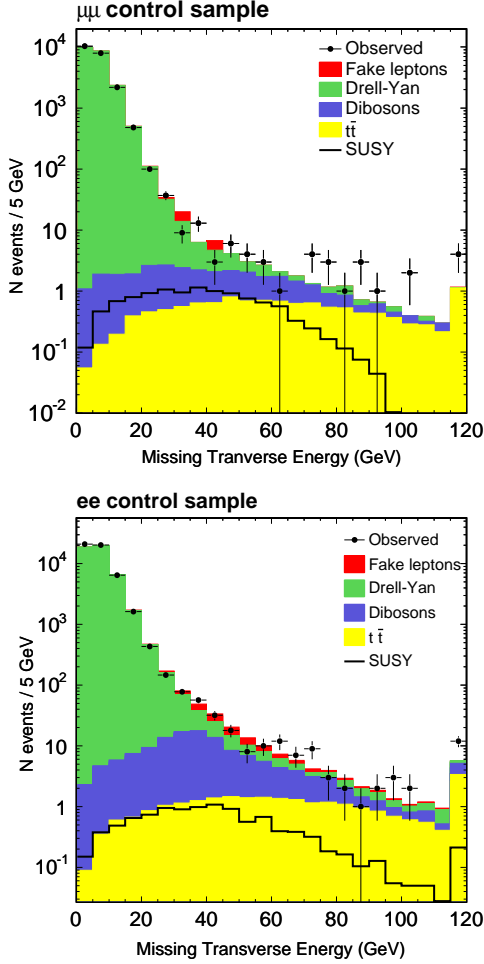 μμ control sample
N events / 5 GeV
10⁴
10³
10²
10
1
10⁻¹
10⁻²
Observed
Fake leptons
Drell-Yan
Dibosons
tt̄
SUSY
0 20 40 60 80 100 120
Missing Tranverse Energy (GeV)
ee control sample
N events / 5 GeV
10⁴
10³
10²
10
1
10⁻¹
Observed
Fake leptons
Drell-Yan
Dibosons
t t̄
SUSY
0 20 40 60 80 100 120
Missing Transverse Energy (GeV)